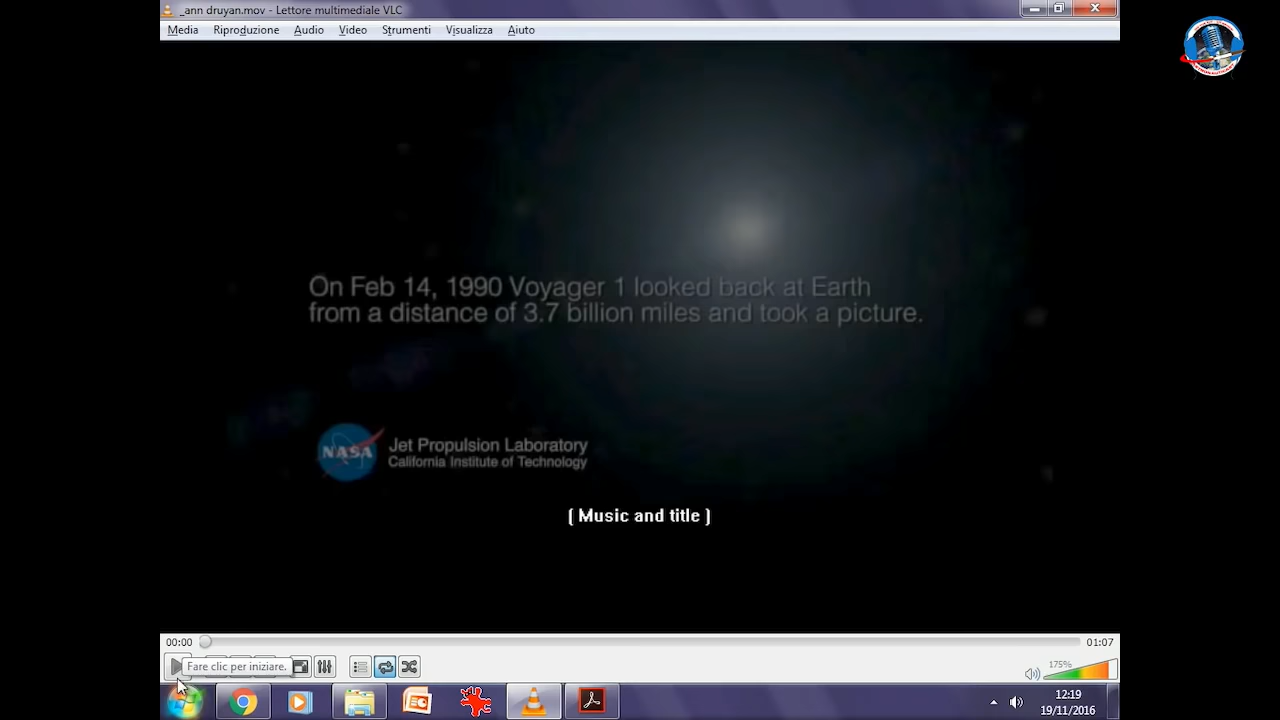 _ann druyan.mov - Lettore multimediale VLC
Media Riproduzione Audio Video Strumenti Visualizza Aiuto
On Feb 14, 1990 Voyager 1 looked back at Earth
from a distance of 3.7 billion miles and took a picture.
NASA
Jet Propulsion Laboratory
California Institute of Technology
( Music and title )
00:00
01:07
Fare clic per iniziare.
175%
12:19
19/11/2016